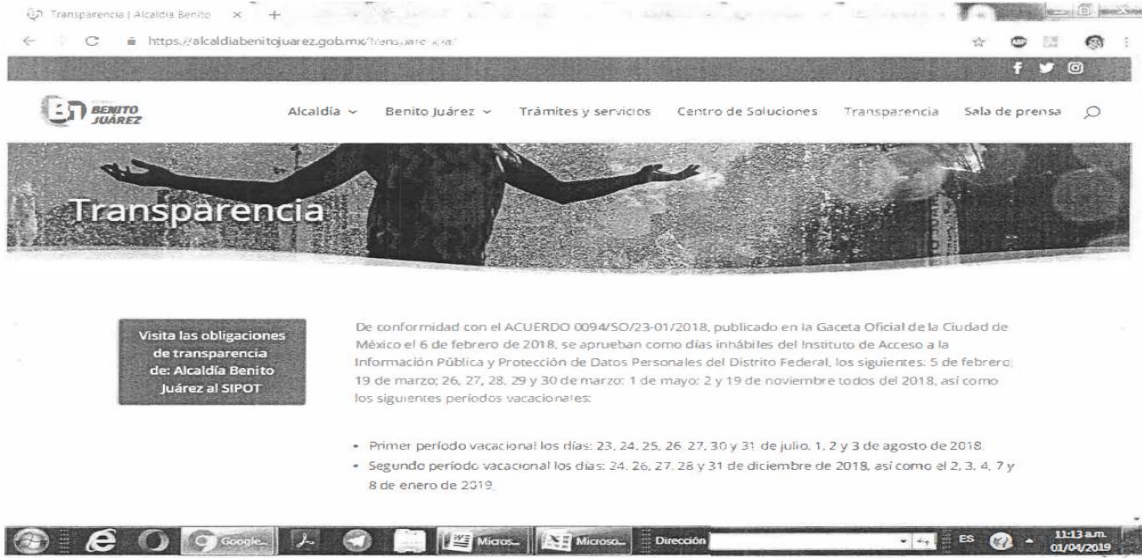 Transparencia | Alcaldía Benito × +
https://alcaldiabenitojuarez.gob.mx/transparencia/
BJ BENITO JUÁREZ
Alcaldía Benito Juárez Trámites y servicios Centro de Soluciones Transparencia Sala de prensa
Transparencia
Visita las obligaciones
de transparencia
de: Alcaldía Benito
Juárez al SIPOT
De conformidad con el ACUERDO 0094/SO/23-01/2018, publicado en la Gaceta Oficial de la Ciudad de
México el 6 de febrero de 2018, se aprueban como días inhábiles del Instituto de Acceso a la
Información Pública y Protección de Datos Personales del Distrito Federal, los siguientes: 5 de febrero;
19 de marzo; 26, 27, 28, 29 y 30 de marzo; 1 de mayo; 2 y 19 de noviembre todos del 2018, así como
los siguientes períodos vacacionales:
• Primer período vacacional los días: 23, 24, 25, 26, 27, 30 y 31 de julio, 1, 2 y 3 de agosto de 2018
• Segundo período vacacional los días: 24, 26, 27, 28 y 31 de diciembre de 2018, así como el 2, 3, 4, 7 y
8 de enero de 2019.
Google... Micros... Microso... Dirección ES 11:13 a.m.
01/04/2019